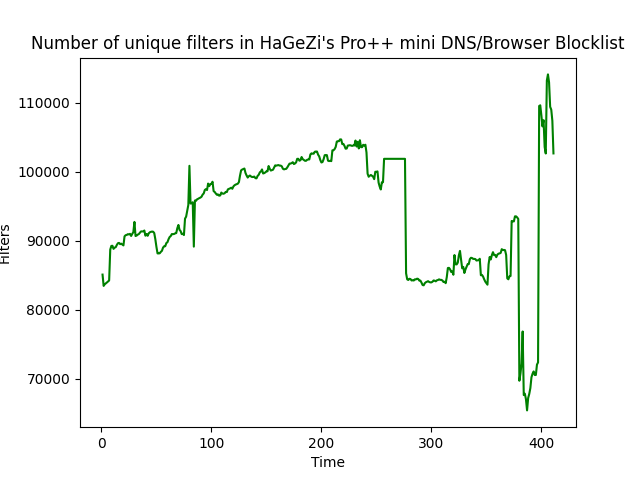 Number of unique filters in HaGeZi's Pro++ mini DNS/Browser Blocklist
110000
100000
90000
80000
70000
Filters
0 100 200 300 400
Time